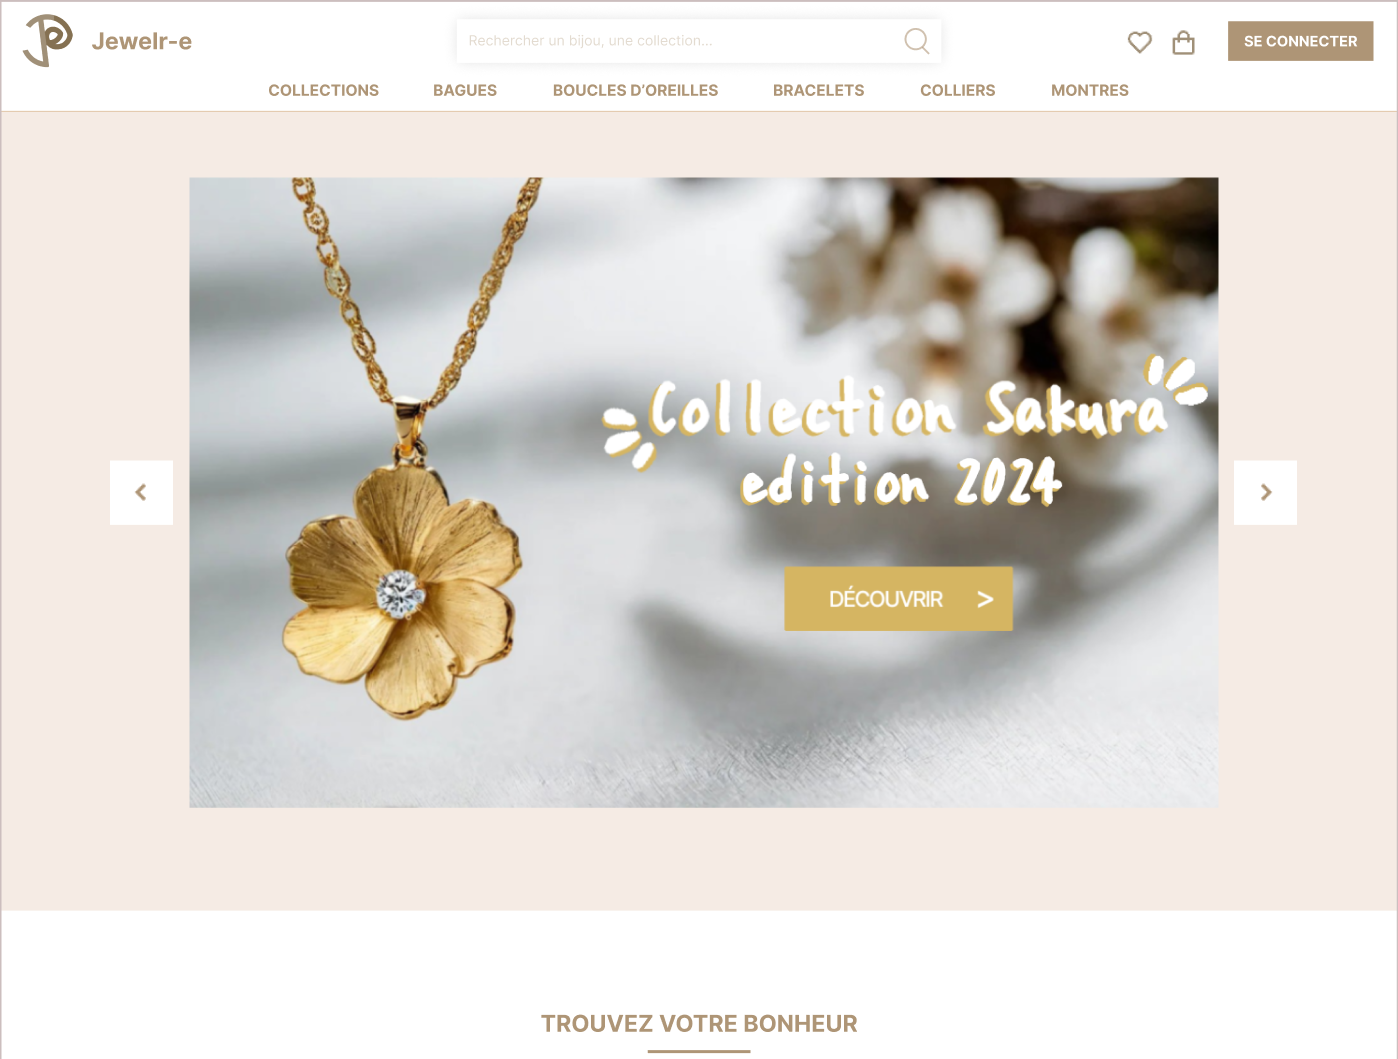 Jewelr-e
Rechercher un bijou, une collection...
SE CONNECTER
COLLECTIONS
BAGUES
BOUCLES D’OREILLES
BRACELETS
COLLIERS
MONTRES
Collection Sakura
edition 2024
DÉCOUVRIR >
TROUVEZ VOTRE BONHEUR